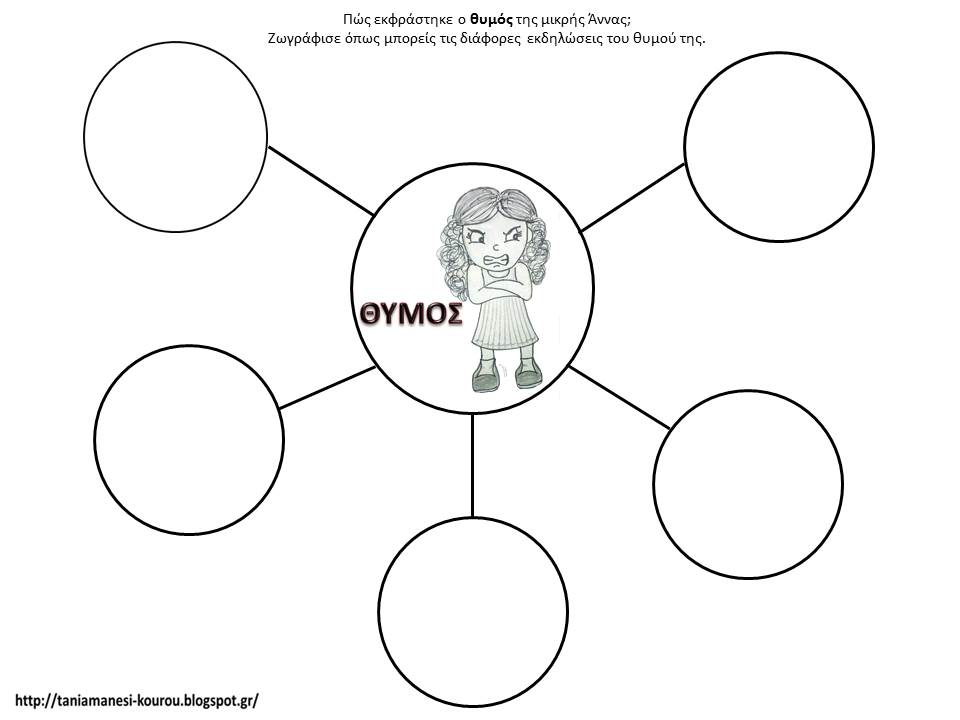 Πώς εκφράστηκε ο θυμός της μικρής Άννας;
Ζωγράφισε όπως μπορείς τις διάφορες εκδηλώσεις του θυμού της.
ΘΥΜΟΣ
http://taniamanesi-kourou.blogspot.gr/